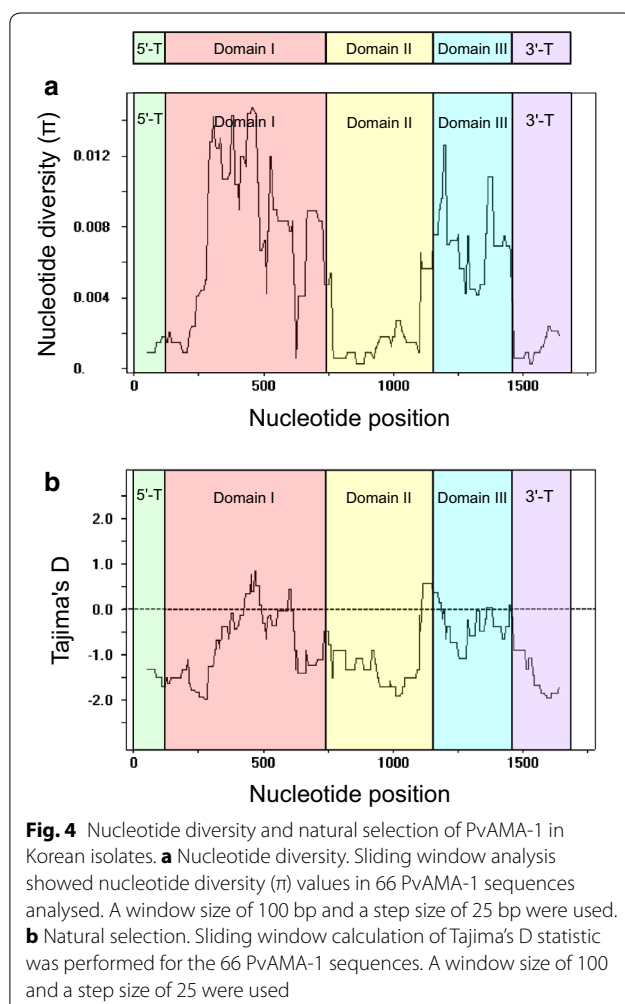 5'-T Domain I Domain II Domain III 3'-T
a
5'-T Domain I Domain II Domain III 3'-T
Nucleotide diversity (π)
0.012
0.008
0.004
0.
0 500 1000 1500
Nucleotide position
b
5'-T Domain I Domain II Domain III 3'-T
Tajima's D
2.0
1.0
0.0
-1.0
-2.0
0 500 1000 1500
Nucleotide position
Fig. 4 Nucleotide diversity and natural selection of PvAMA-1 in
Korean isolates. a Nucleotide diversity. Sliding window analysis
showed nucleotide diversity (π) values in 66 PvAMA-1 sequences
analysed. A window size of 100 bp and a step size of 25 bp were used.
b Natural selection. Sliding window calculation of Tajima's D statistic
was performed for the 66 PvAMA-1 sequences. A window size of 100
and a step size of 25 were used